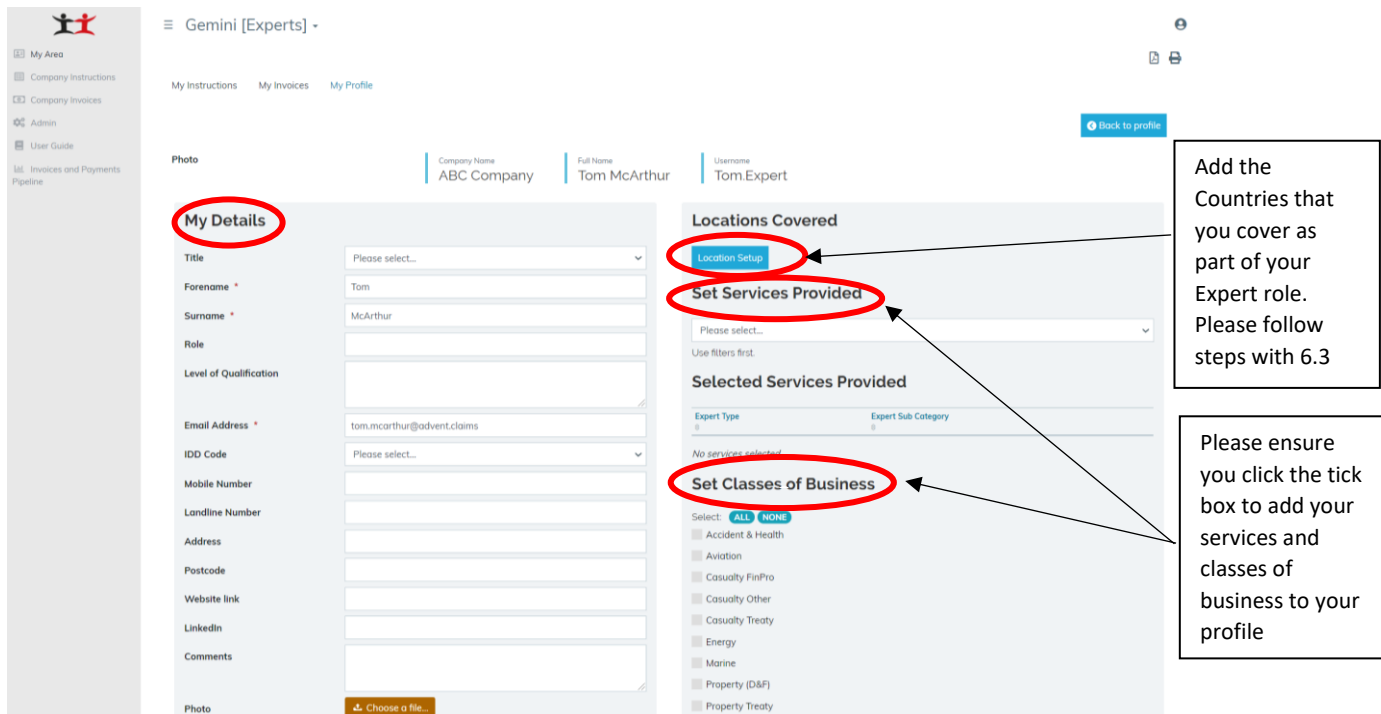 Gemini [Experts]
My Area
Company Instructions
Company Invoices
Admin
User Guide
Invoices and Payments
Pipeline
My Instructions My Invoices My Profile
Back to profile
Photo
Company Name
ABC Company
Full Name
Tom McArthur
Username
Tom.Expert
My Details
Title Please select...
Forename * Tom
Surname * McArthur
Role
Level of Qualification
Email Address * tom.mcarthur@advent.claims
IDD Code Please select...
Mobile Number
Landline Number
Address
Postcode
Website link
LinkedIn
Comments
Photo Choose a file...
Locations Covered
Location Setup
Set Services Provided
Please select...
Use filters first.
Selected Services Provided
Expert Type Expert Sub Category
No services selected
Set Classes of Business
Select: ALL NONE
Accident & Health
Aviation
Casualty FinPro
Casualty Other
Casualty Treaty
Energy
Marine
Property (D&F)
Property Treaty
Add the
Countries that
you cover as
part of your
Expert role.
Please follow
steps with 6.3
Please ensure
you click the tick
box to add your
services and
classes of
business to your
profile